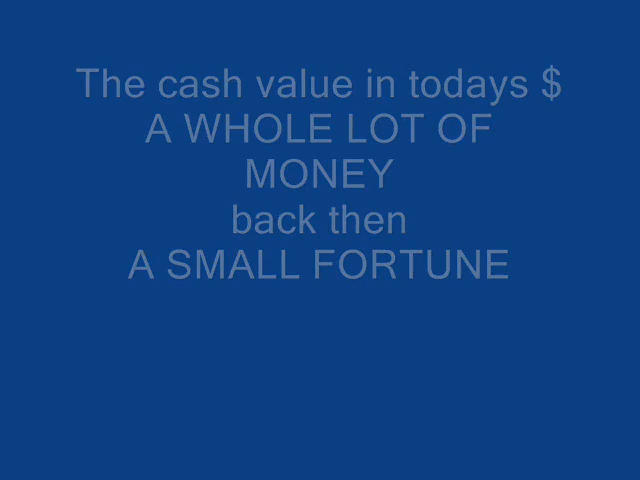 The cash value in todays $
A WHOLE LOT OF
MONEY
back then
A SMALL FORTUNE